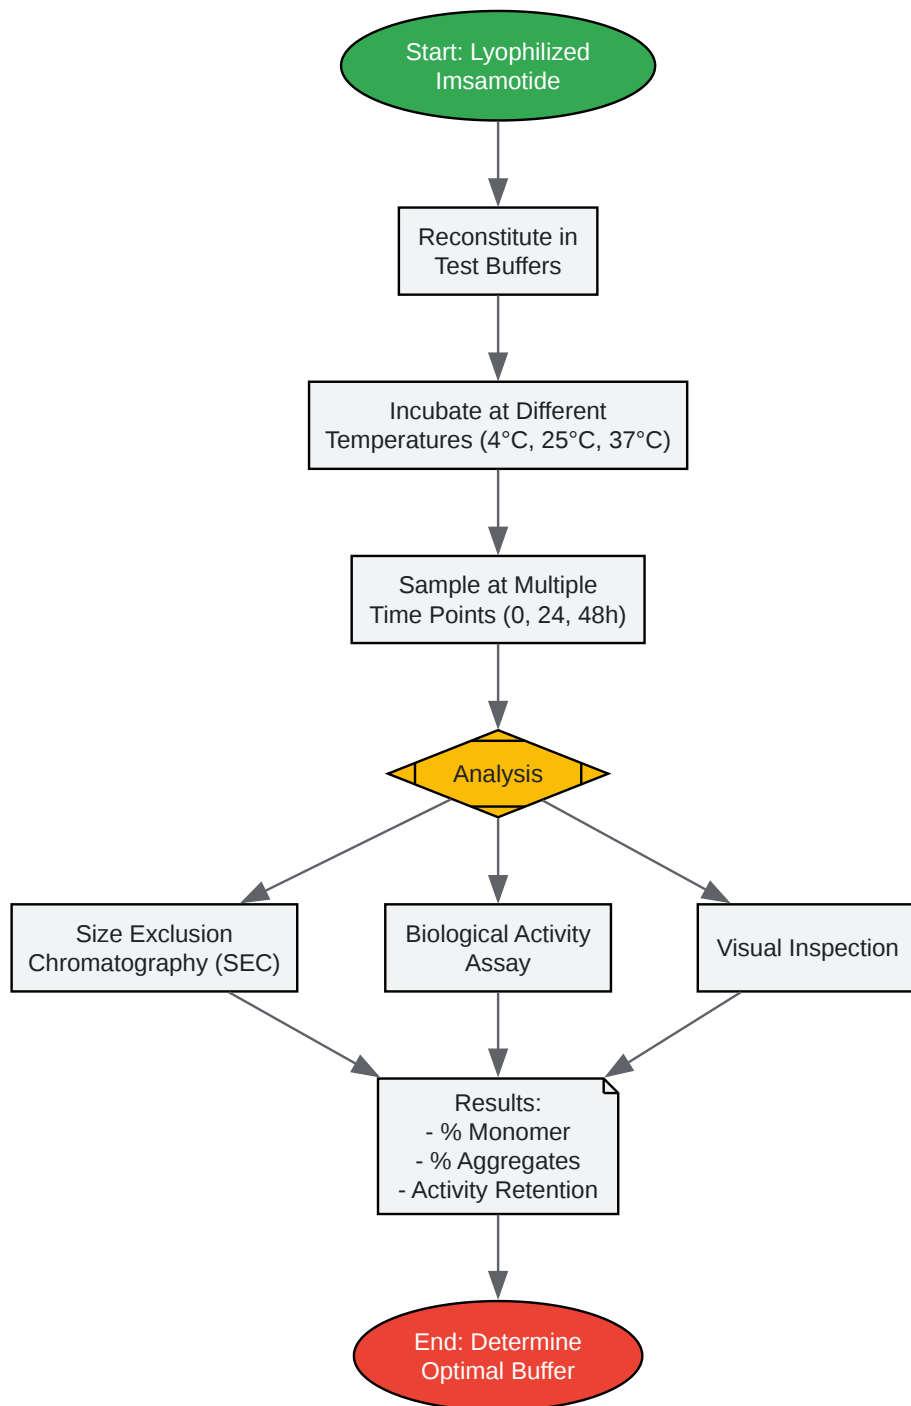 Start: Lyophilized
Imsamotide
Reconstitute in
Test Buffers
Incubate at Different
Temperatures (4°C, 25°C, 37°C)
Sample at Multiple
Time Points (0, 24, 48h)
Analysis
Size Exclusion
Chromatography (SEC)
Biological Activity
Assay
Visual Inspection
Results:
- % Monomer
- % Aggregates
- Activity Retention
End: Determine
Optimal Buffer